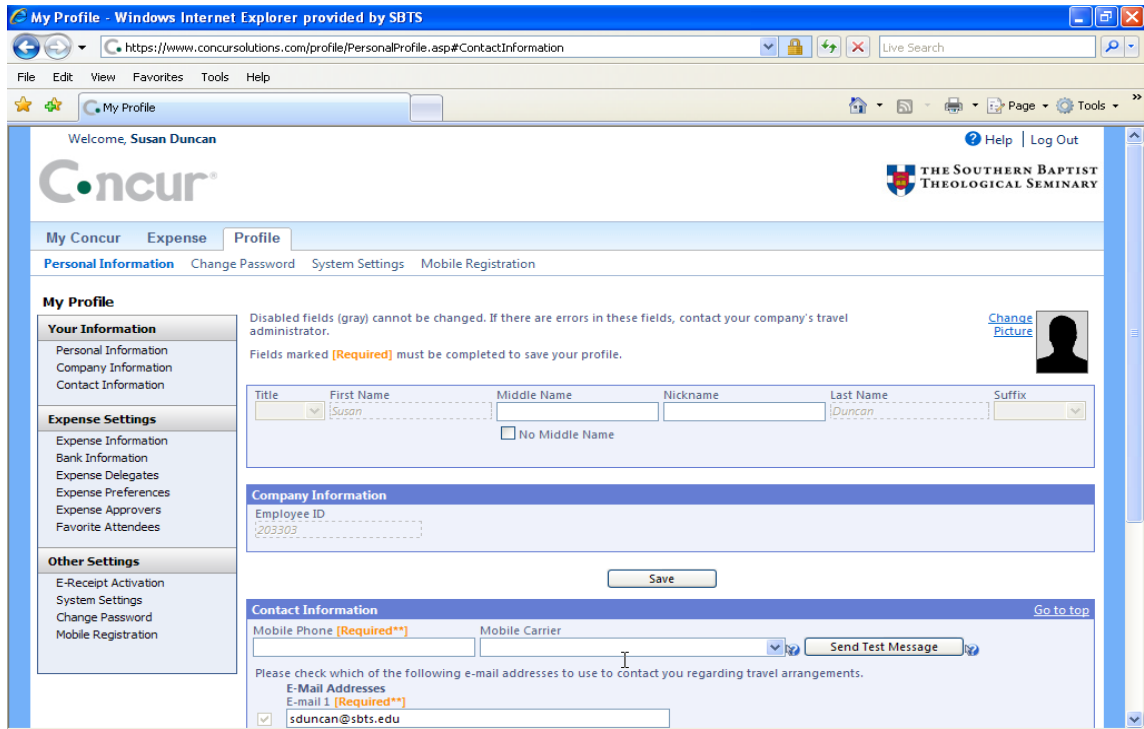 My Profile - Windows Internet Explorer provided by SBTS
https://www.concursolutions.com/profile/PersonalProfile.asp#ContactInformation
Live Search
File Edit View Favorites Tools Help
My Profile
Page Tools »
Welcome, Susan Duncan
Help | Log Out
Concur®
THE SOUTHERN BAPTIST
THEOLOGICAL SEMINARY
My Concur Expense Profile
Personal Information Change Password System Settings Mobile Registration
My Profile
Your Information
Personal Information
Company Information
Contact Information
Expense Settings
Expense Information
Bank Information
Expense Delegates
Expense Preferences
Expense Approvers
Favorite Attendees
Other Settings
E-Receipt Activation
System Settings
Change Password
Mobile Registration
Disabled fields (gray) cannot be changed. If there are errors in these fields, contact your company's travel
administrator.
Fields marked [Required] must be completed to save your profile.
Change
Picture
Title First Name Middle Name Nickname Last Name Suffix
Susan Duncan
No Middle Name
Company Information
Employee ID
203303
Save
Contact Information Go to top
Mobile Phone [Required**] Mobile Carrier
Send Test Message
Please check which of the following e-mail addresses to use to contact you regarding travel arrangements.
E-Mail Addresses
E-mail 1 [Required**]
sduncan@sbts.edu